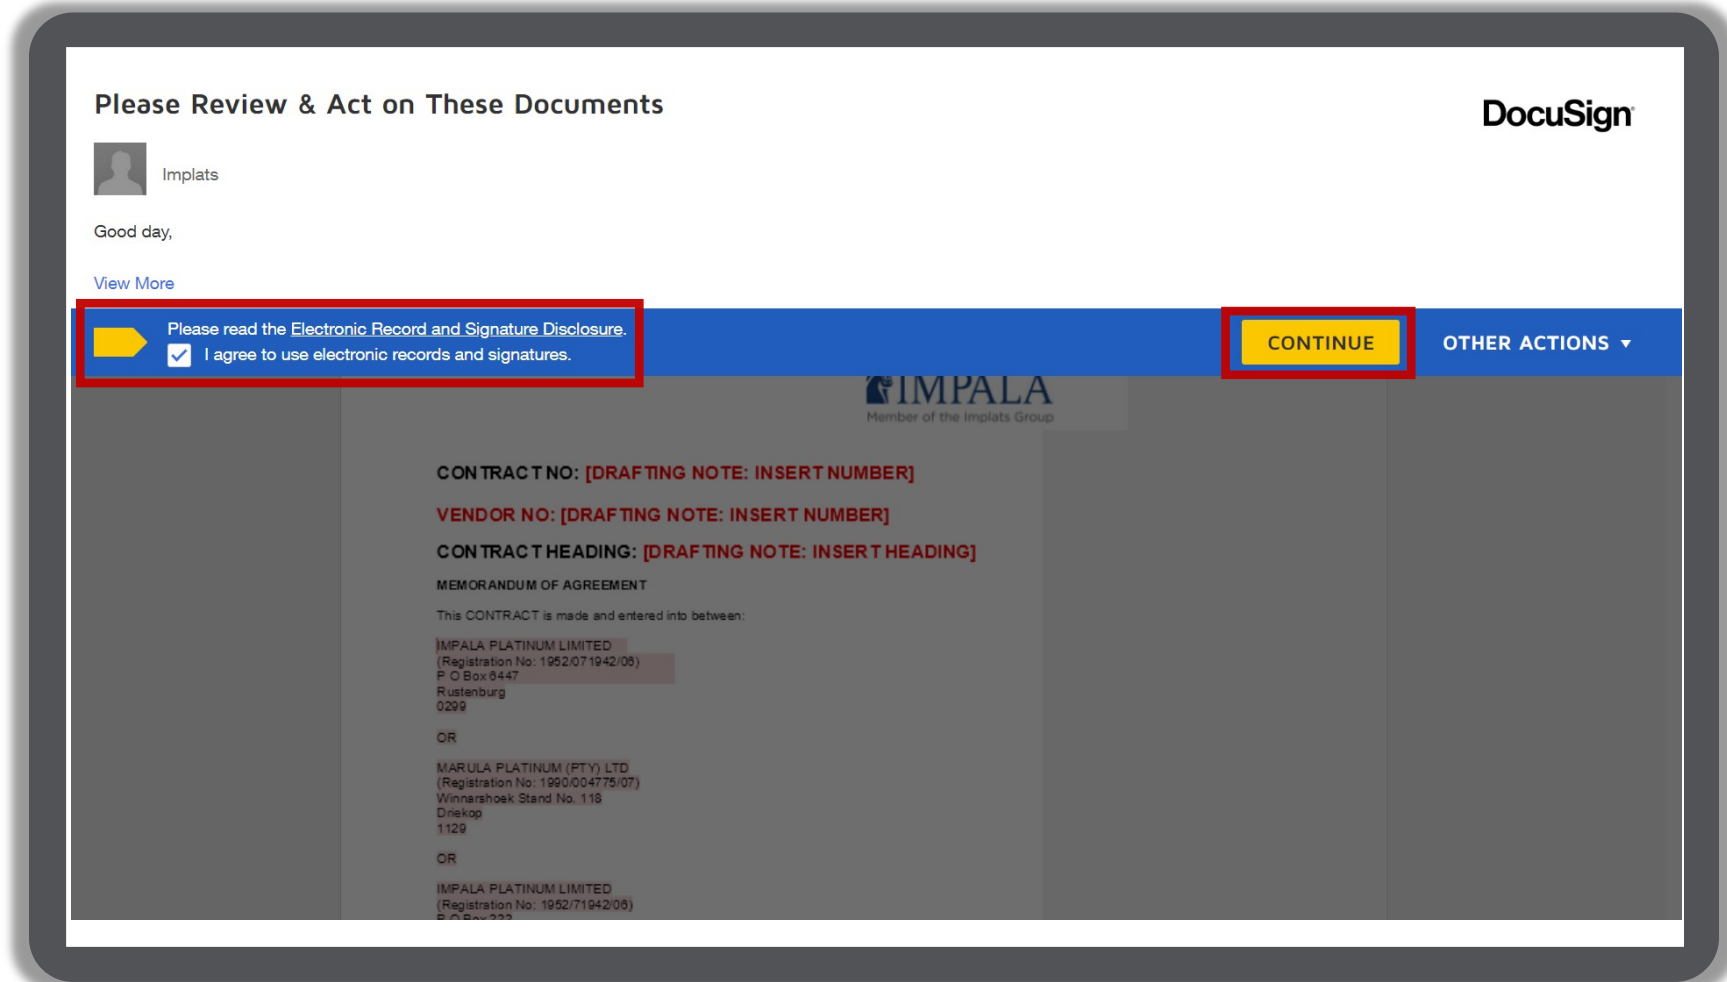 Please Review & Act on These Documents
DocuSign
Implats
Good day,
View More
Please read the Electronic Record and Signature Disclosure.
I agree to use electronic records and signatures.
CONTINUE
OTHER ACTIONS
IMPALA
Member of the Implats Group
CONTRACT NO: [DRAFTING NOTE: INSERT NUMBER]
VENDOR NO: [DRAFTING NOTE: INSERT NUMBER]
CONTRACT HEADING: [DRAFTING NOTE: INSERT HEADING]
MEMORANDUM OF AGREEMENT
This CONTRACT is made and entered into between:
IMPALA PLATINUM LIMITED
(Registration No: 1952/071942/06)
P O Box 6447
Rustenburg
0299
OR
MARULA PLATINUM (PTY) LTD
(Registration No: 1990/004775/07)
Winnarshoek Stand No. 118
Driekop
1129
OR
IMPALA PLATINUM LIMITED
(Registration No: 1952/71942/06)
P O Box 222